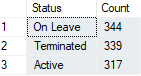 Status Count
1 On Leave 344
2 Terminated 339
3 Active 317